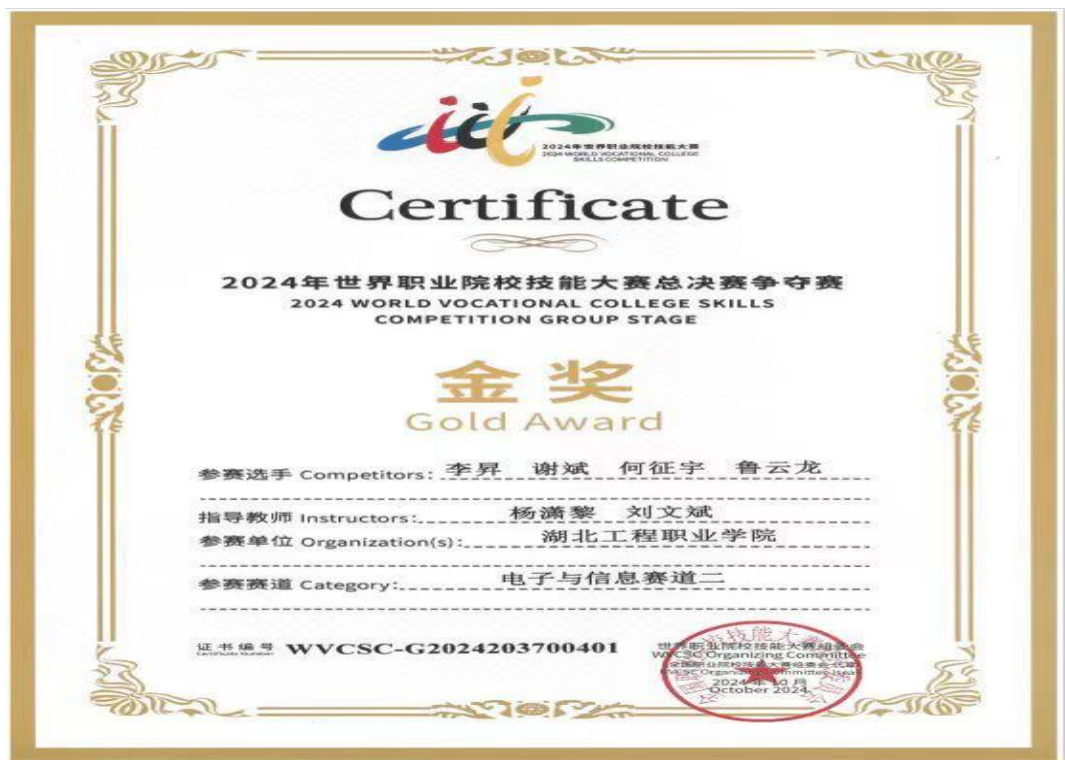 2024年世界职业院校技能大赛
2024 WORLD VOCATIONAL COLLEGE
SKILLS COMPETITION
Certificate
2024年世界职业院校技能大赛总决赛争夺赛
2024 WORLD VOCATIONAL COLLEGE SKILLS
COMPETITION GROUP STAGE
金奖
Gold Award
参赛选手 Competitors: 李昇 谢斌 何征宇 鲁云龙
指导教师 Instructors: 杨潇黎 刘文斌
参赛单位 Organization(s): 湖北工程职业学院
参赛赛道 Category: 电子与信息赛道二
证书编号 WVCSC-G2024203700401
Certificate Number
世界职业院校技能大赛组委会
WVCSC Organizing Committee
2024年10月
October 2024